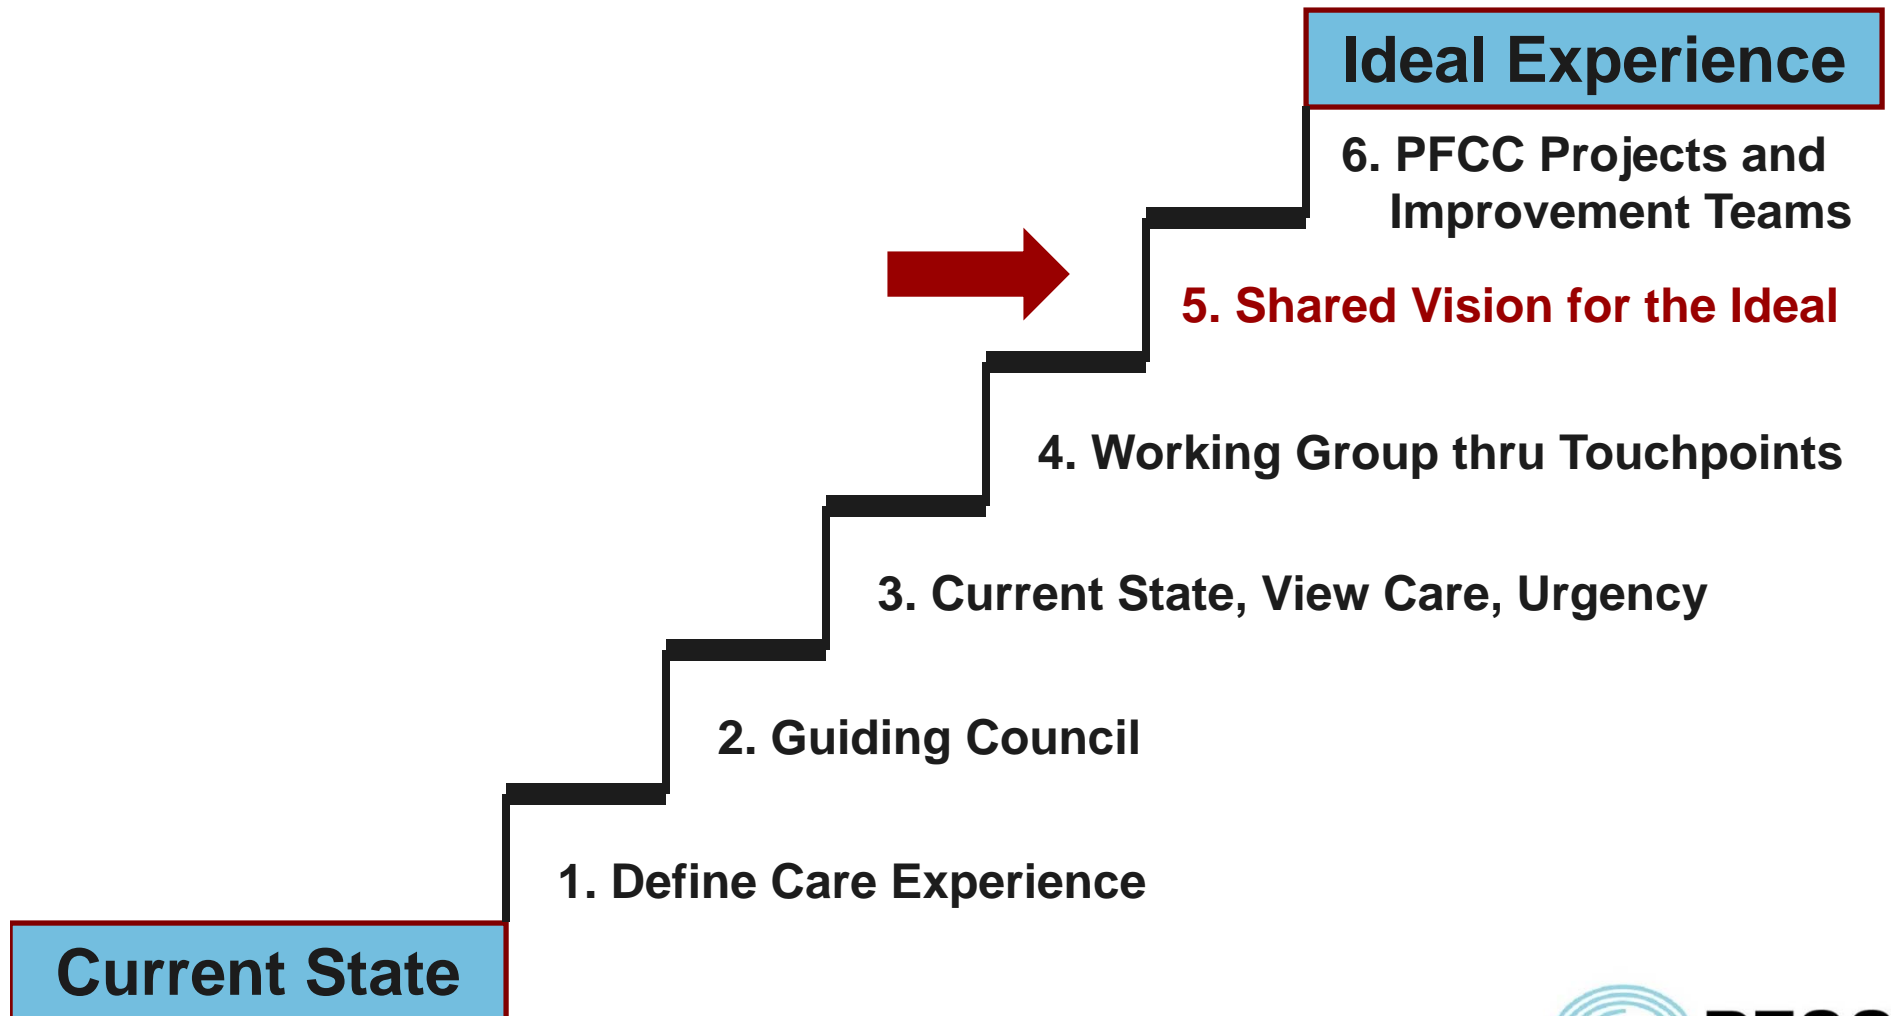 Ideal Experience
6. PFCC Projects and
Improvement Teams
5. Shared Vision for the Ideal
4. Working Group thru Touchpoints
3. Current State, View Care, Urgency
2. Guiding Council
1. Define Care Experience
Current State